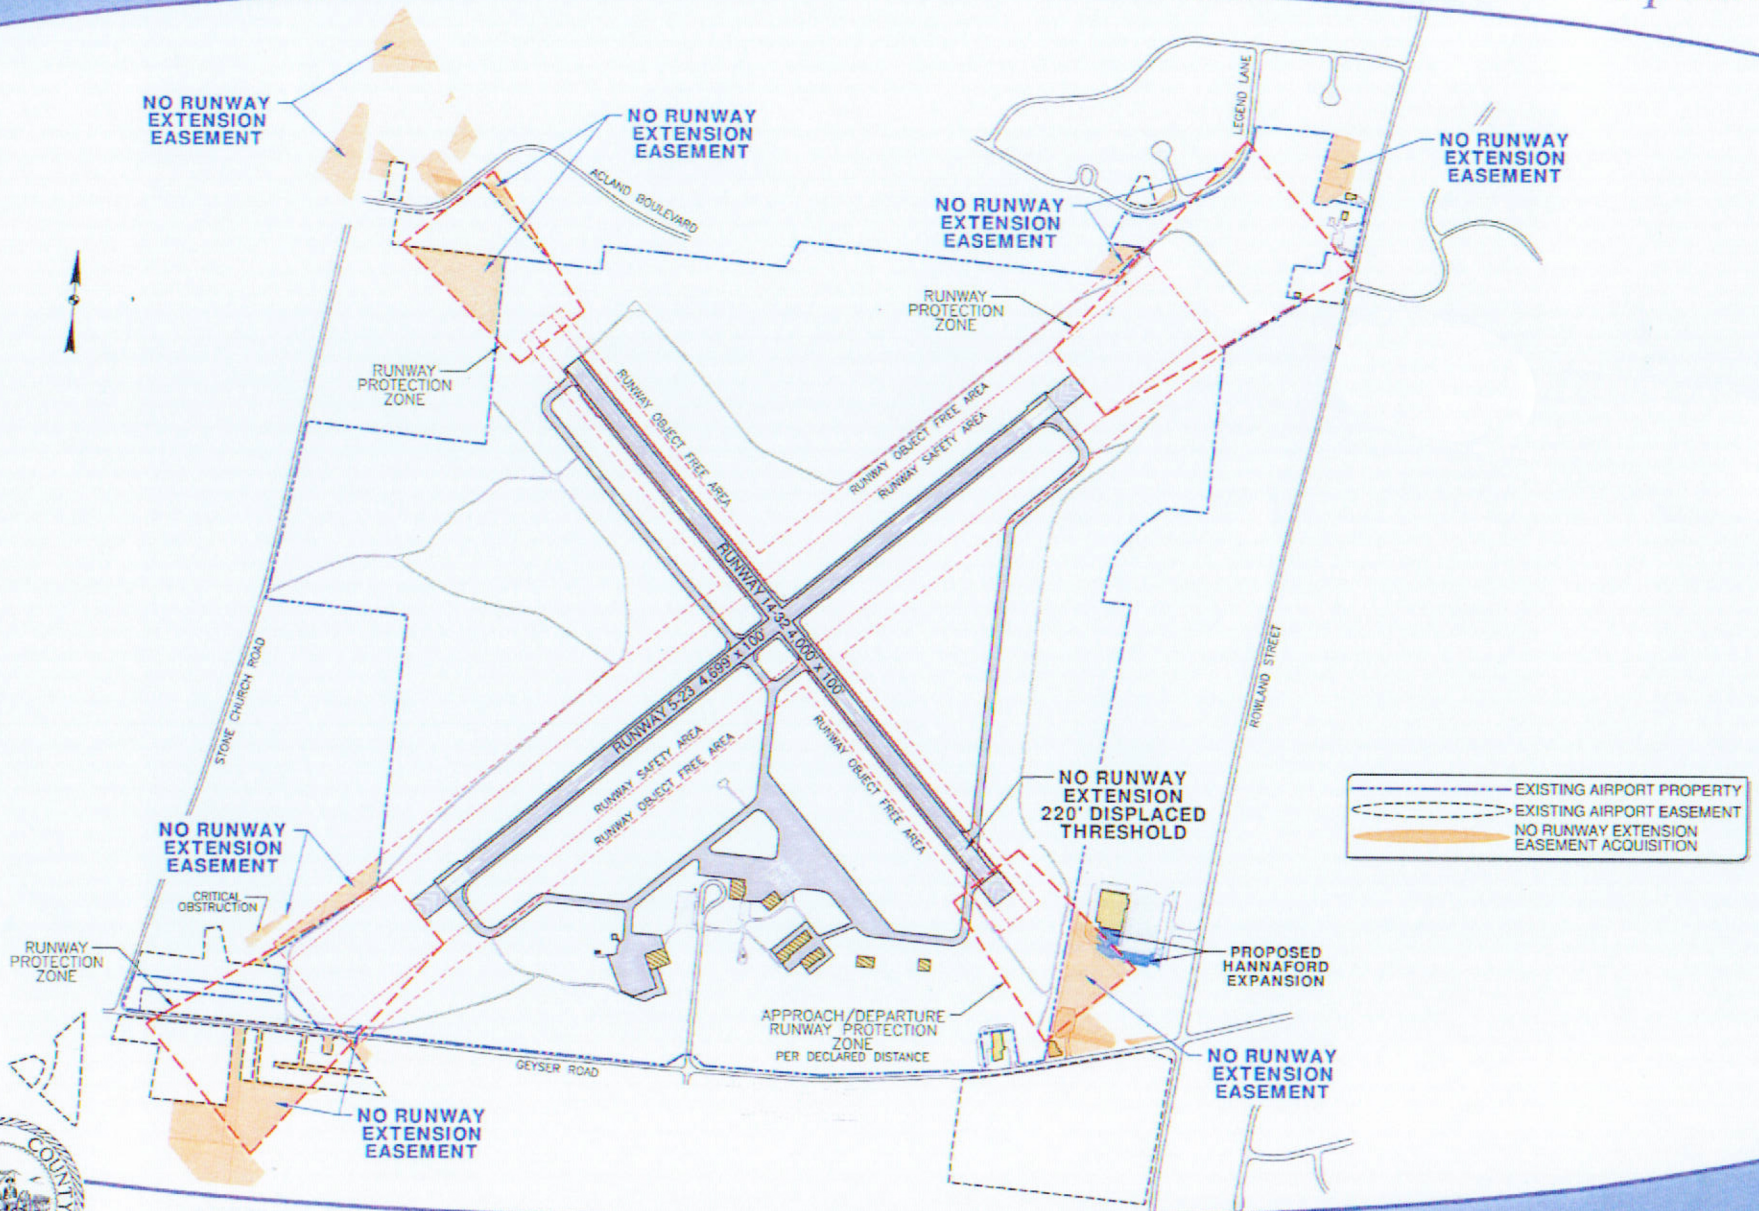 NO RUNWAY
EXTENSION
EASEMENT
NO RUNWAY
EXTENSION
EASEMENT
ACLAND BOULEVARD
LEGEND LANE
NO RUNWAY
EXTENSION
EASEMENT
NO RUNWAY
EXTENSION
EASEMENT
RUNWAY
PROTECTION
ZONE
RUNWAY
PROTECTION
ZONE
RUNWAY OBJECT FREE AREA
RUNWAY OBJECT FREE AREA
RUNWAY SAFETY AREA
RUNWAY 14-32 4,000' X 100'
RUNWAY 5-23 4,699' X 100'
STONE CHURCH ROAD
ROWLAND STREET
RUNWAY SAFETY AREA
RUNWAY OBJECT FREE AREA
RUNWAY OBJECT FREE AREA
NO RUNWAY
EXTENSION
220' DISPLACED
THRESHOLD
EXISTING AIRPORT PROPERTY
EXISTING AIRPORT EASEMENT
NO RUNWAY EXTENSION
EASEMENT ACQUISITION
NO RUNWAY
EXTENSION
EASEMENT
CRITICAL
OBSTRUCTION
RUNWAY
PROTECTION
ZONE
PROPOSED
HANNAFORD
EXPANSION
APPROACH/DEPARTURE
RUNWAY PROTECTION
ZONE
PER DECLARED DISTANCE
GEYSER ROAD
NO RUNWAY
EXTENSION
EASEMENT
NO RUNWAY
EXTENSION
EASEMENT
COUNTY